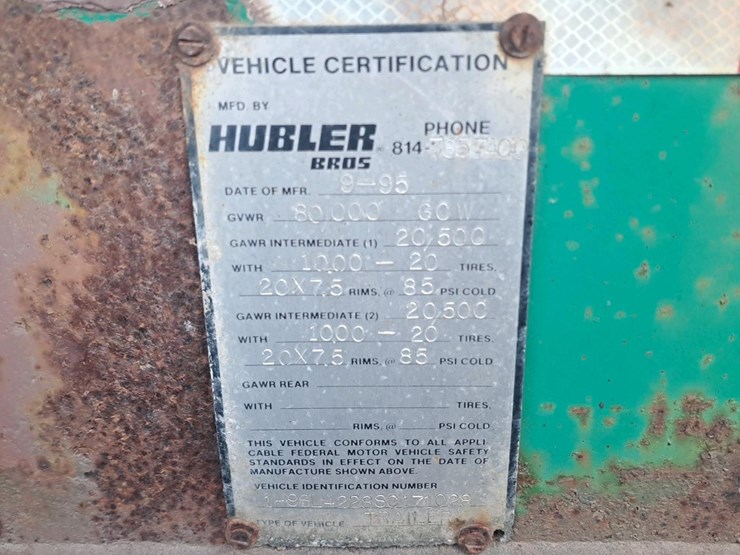 VEHICLE CERTIFICATION
MFD. BY
HUBLER PHONE
BROS 814-
DATE OF MFR. 9-95
GVWR 80,000 GCW
GAWR INTERMEDIATE (1) 20,500
WITH 1000-20 TIRES,
20X7.5 RIMS, @ 85 PSI COLD
GAWR INTERMEDIATE (2) 20,500
WITH 1000-20 TIRES,
20X7.5 RIMS, @ 85 PSI COLD
GAWR REAR
WITH TIRES,
RIMS, @ PSI COLD
THIS VEHICLE CONFORMS TO ALL APPLI-
CABLE FEDERAL MOTOR VEHICLE SAFETY
STANDARDS IN EFFECT ON THE DATE OF
MANUFACTURE SHOWN ABOVE.
VEHICLE IDENTIFICATION NUMBER
TYPE OF VEHICLE TRAILER